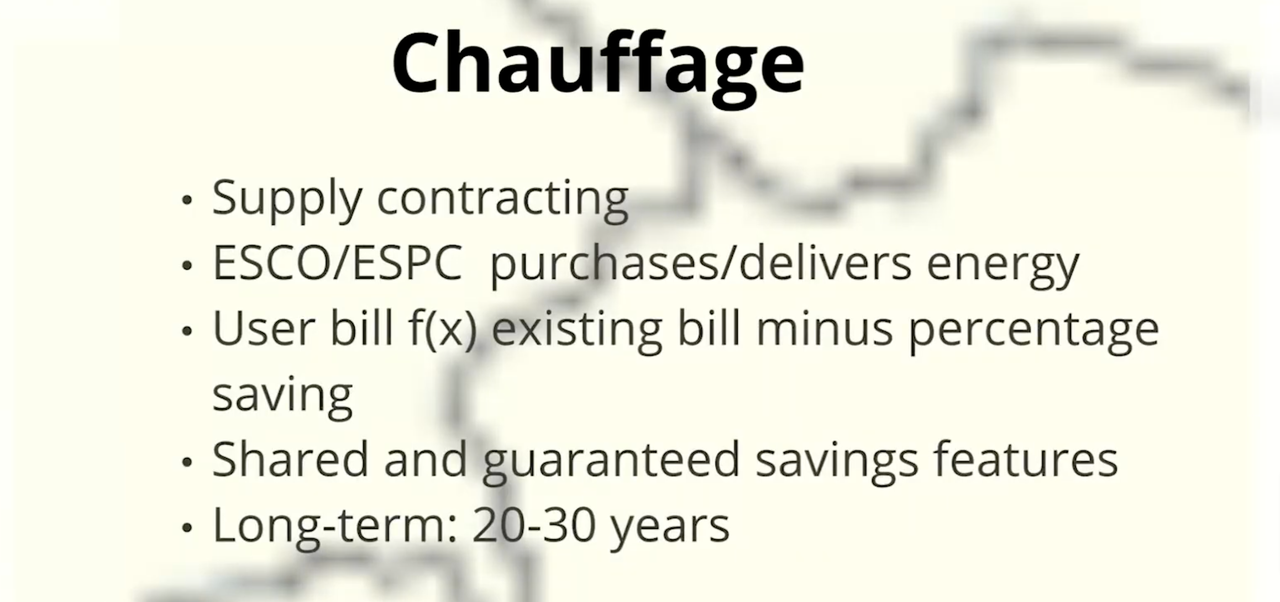 Chauffage
• Supply contracting
• ESCO/ESPC  purchases/delivers energy
• User bill f(x) existing bill minus percentage
saving
• Shared and guaranteed savings features
• Long-term: 20-30 years